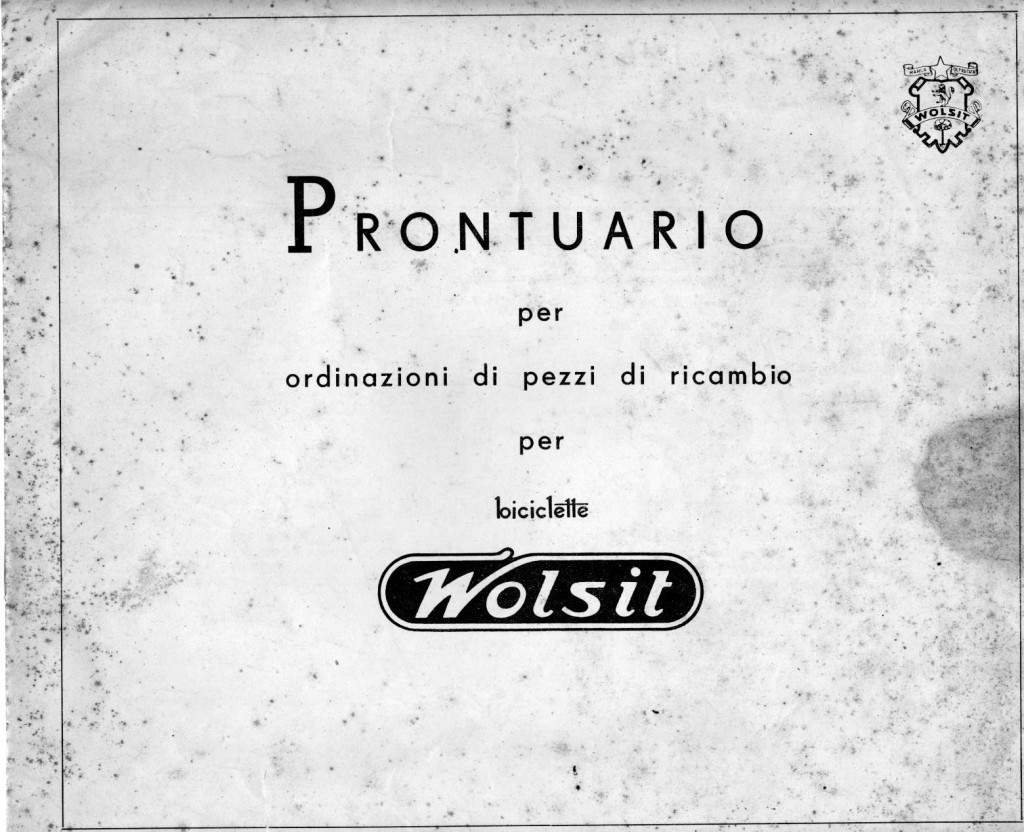 WOLSIT
PRONTUARIO
per
ordinazioni di pezzi di ricambio
per
biciclette
Wolsit